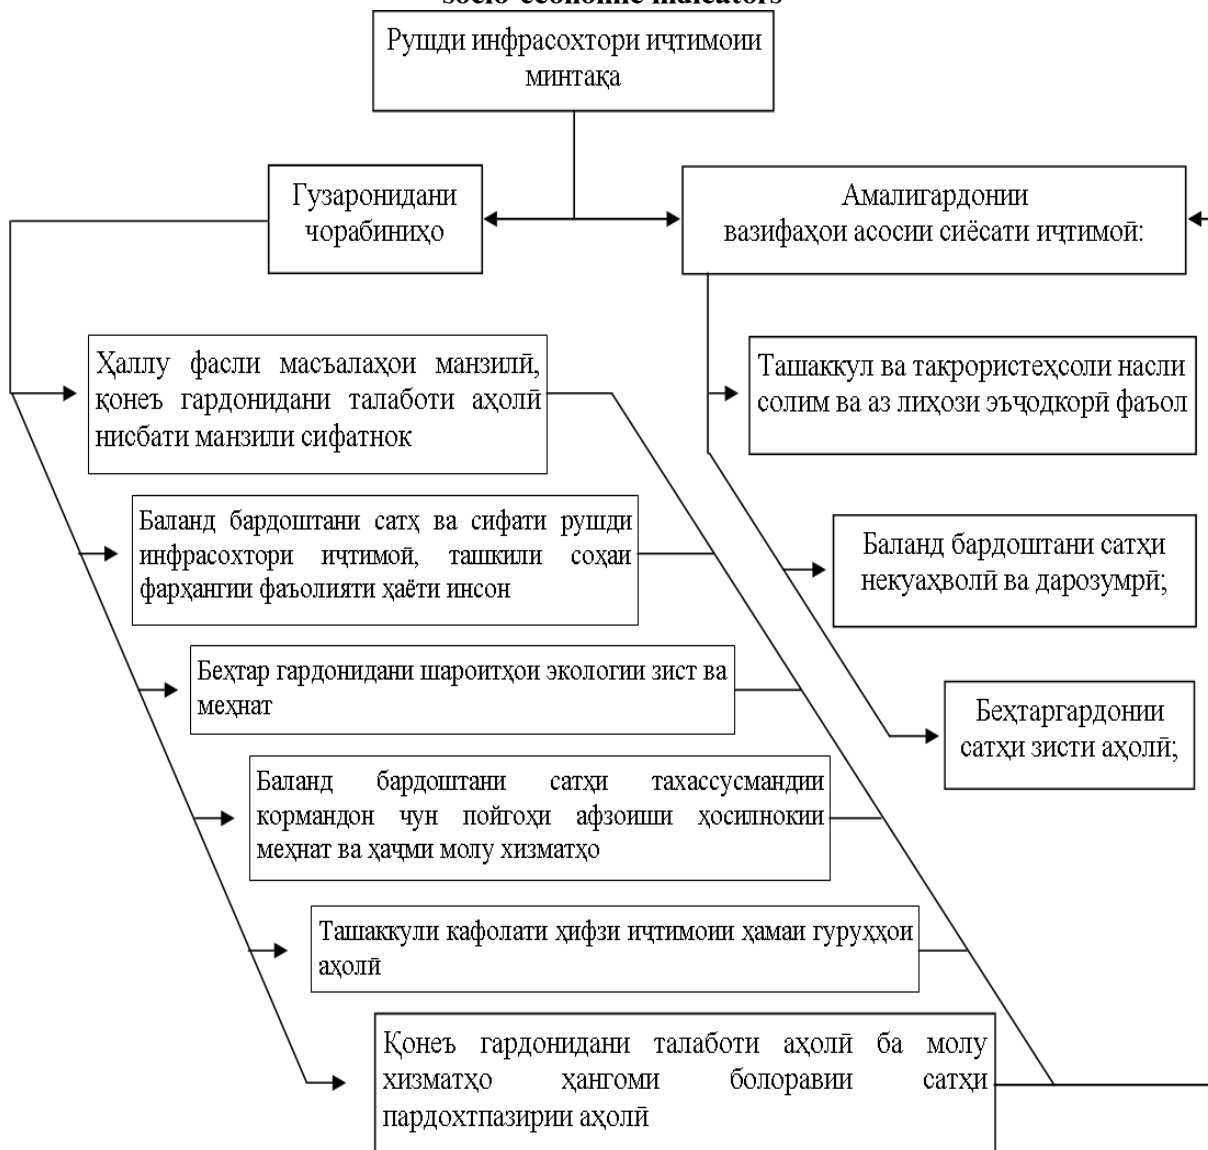 socio-economic indicators
Рушди инфрасохтори иҷтимоии
минтақа
Гузаронидани
чорабиниҳо
Амалигардонии
вазифаҳои асосии сиёсати иҷтимоӣ:
Ҳаллу фасли масъалаҳои манзилӣ,
қонеъ гардонидани талаботи аҳолӣ
нисбати манзили сифатнок
Ташаккул ва такрористеҳсоли насли
солим ва аз лиҳози эъҷодкорӣ фаъол
Баланд бардоштани сатҳ ва сифати рушди
инфрасохтори иҷтимоӣ, ташкили соҳаи
фарҳангии фаъолияти ҳаёти инсон
Баланд бардоштани сатҳи
некуаҳволӣ ва дарозумрӣ;
Беҳтар гардонидани шароитҳои экологии зист ва
меҳнат
Беҳтаргардонии
сатҳи зисти аҳолӣ;
Баланд бардоштани сатҳи тахассусмандии
кормандон чун пойгоҳи афзоиши ҳосилнокии
меҳнат ва ҳаҷми молу хизматҳо
Ташаккули кафолати ҳифзи иҷтимоии ҳамаи гуруҳҳои
аҳолӣ
Қонеъ гардонидани талаботи аҳолӣ ба молу
хизматҳо ҳангоми болоравии сатҳи
пардохтпазирии аҳолӣ